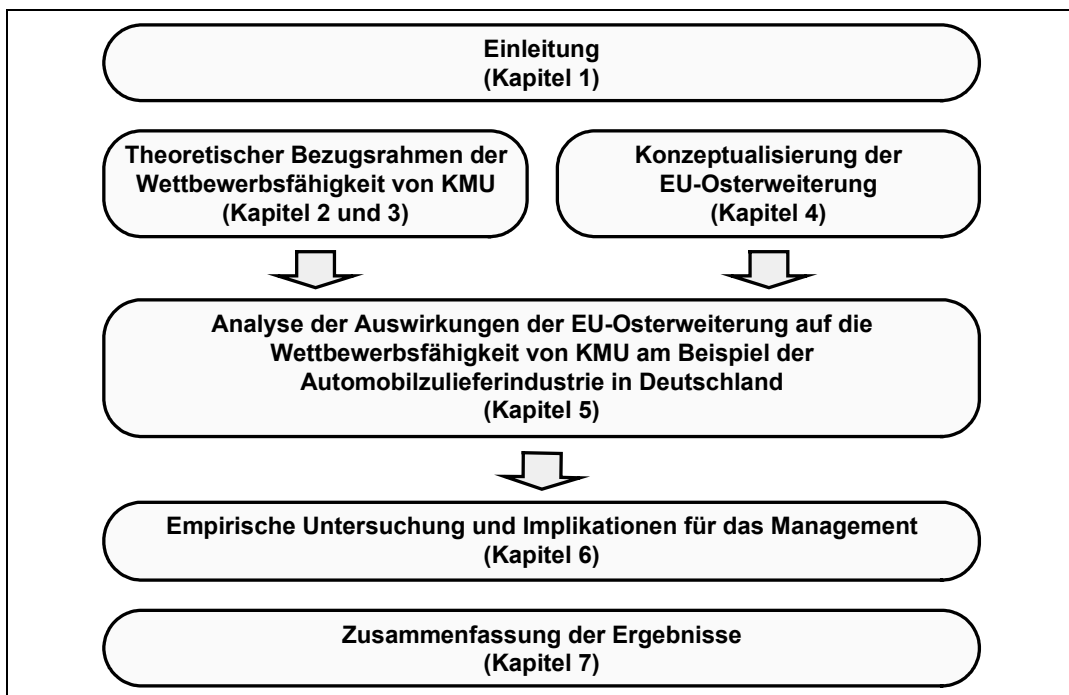 Einleitung
(Kapitel 1)
Theoretischer Bezugsrahmen der
Wettbewerbsfähigkeit von KMU
(Kapitel 2 und 3)
Konzeptualisierung der
EU-Osterweiterung
(Kapitel 4)
Analyse der Auswirkungen der EU-Osterweiterung auf die
Wettbewerbsfähigkeit von KMU am Beispiel der
Automobilzulieferindustrie in Deutschland
(Kapitel 5)
Empirische Untersuchung und Implikationen für das Management
(Kapitel 6)
Zusammenfassung der Ergebnisse
(Kapitel 7)